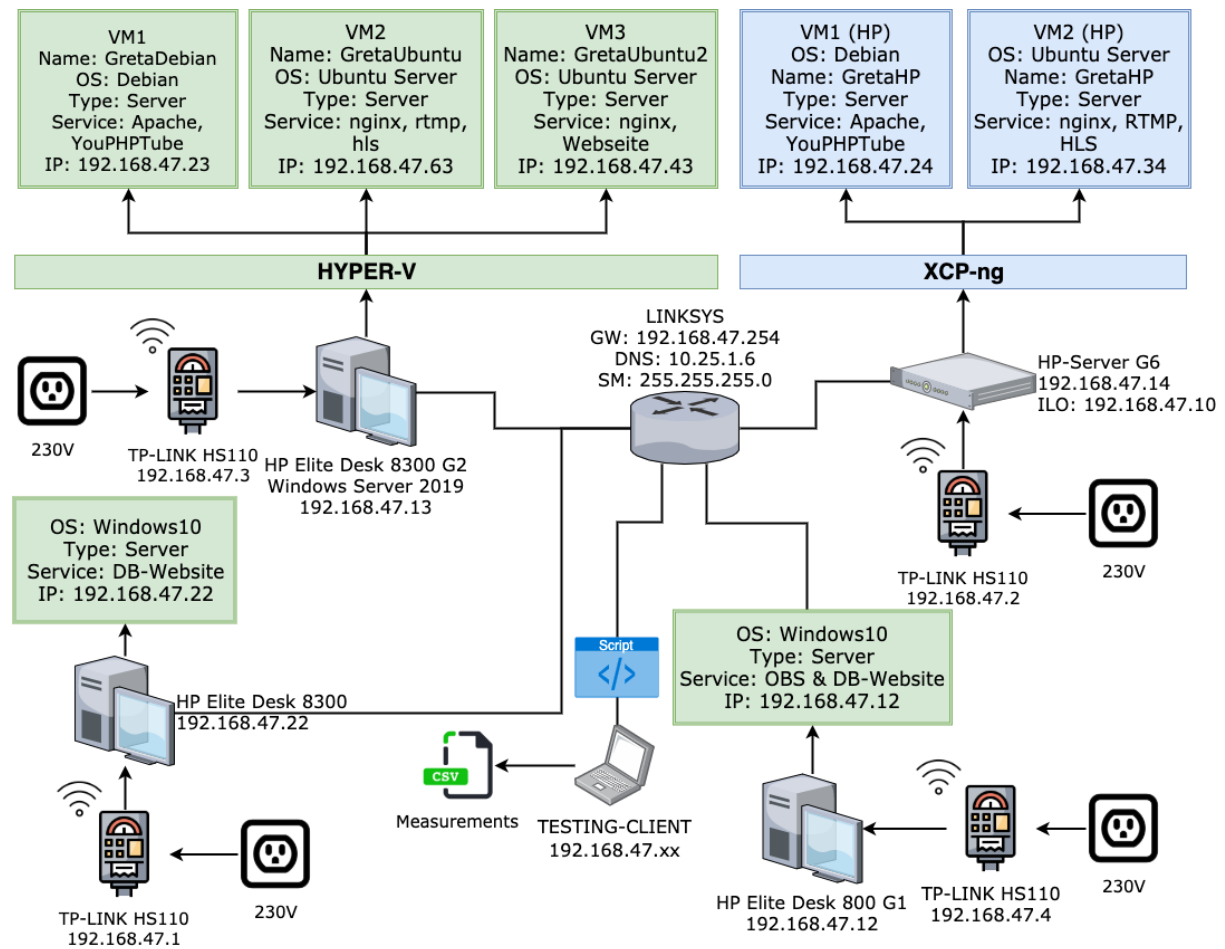 VM1
Name: GretaDebian
OS: Debian
Type: Server
Service: Apache,
YouPHPTube
IP: 192.168.47.23
VM2
Name: GretaUbuntu
OS: Ubuntu Server
Type: Server
Service: nginx, rtmp,
hls
IP: 192.168.47.63
VM3
Name: GretaUbuntu2
OS: Ubuntu Server
Type: Server
Service: nginx,
Webseite
IP: 192.168.47.43
VM1 (HP)
OS: Debian
Name: GretaHP
Type: Server
Service: Apache,
YouPHPTube
IP: 192.168.47.24
VM2 (HP)
OS: Ubuntu Server
Name: GretaHP
Type: Server
Service: nginx, RTMP,
HLS
IP: 192.168.47.34
HYPER-V
XCP-ng
LINKSYS
GW: 192.168.47.254
DNS: 10.25.1.6
SM: 255.255.255.0
HP-Server G6
192.168.47.14
ILO: 192.168.47.10
230V
TP-LINK HS110
192.168.47.3
HP Elite Desk 8300 G2
Windows Server 2019
192.168.47.13
OS: Windows10
Type: Server
Service: DB-Website
IP: 192.168.47.22
TP-LINK HS110
192.168.47.2
230V
Script
</>
OS: Windows10
Type: Server
Service: OBS & DB-Website
IP: 192.168.47.12
HP Elite Desk 8300
192.168.47.22
CSV
Measurements
TESTING-CLIENT
192.168.47.xx
TP-LINK HS110
192.168.47.1
230V
HP Elite Desk 800 G1
192.168.47.12
TP-LINK HS110
192.168.47.4
230V